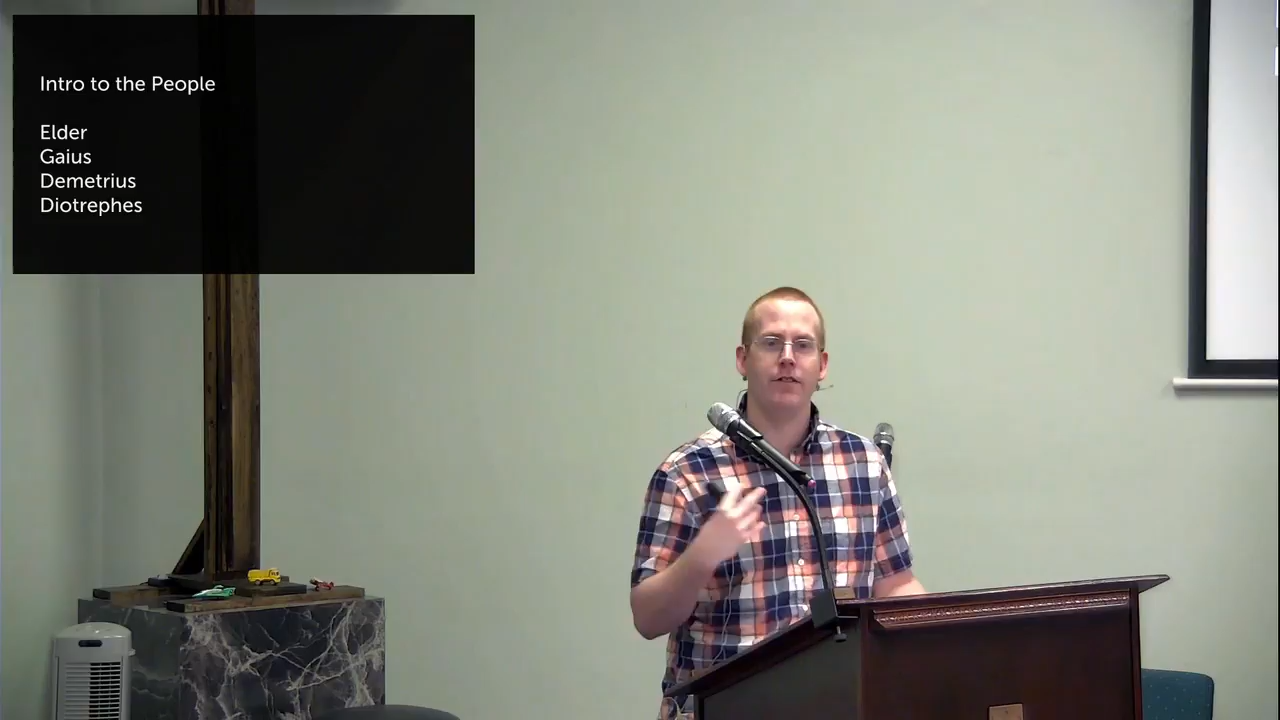 Intro to the People
Elder
Gaius
Demetrius
Diotrephes